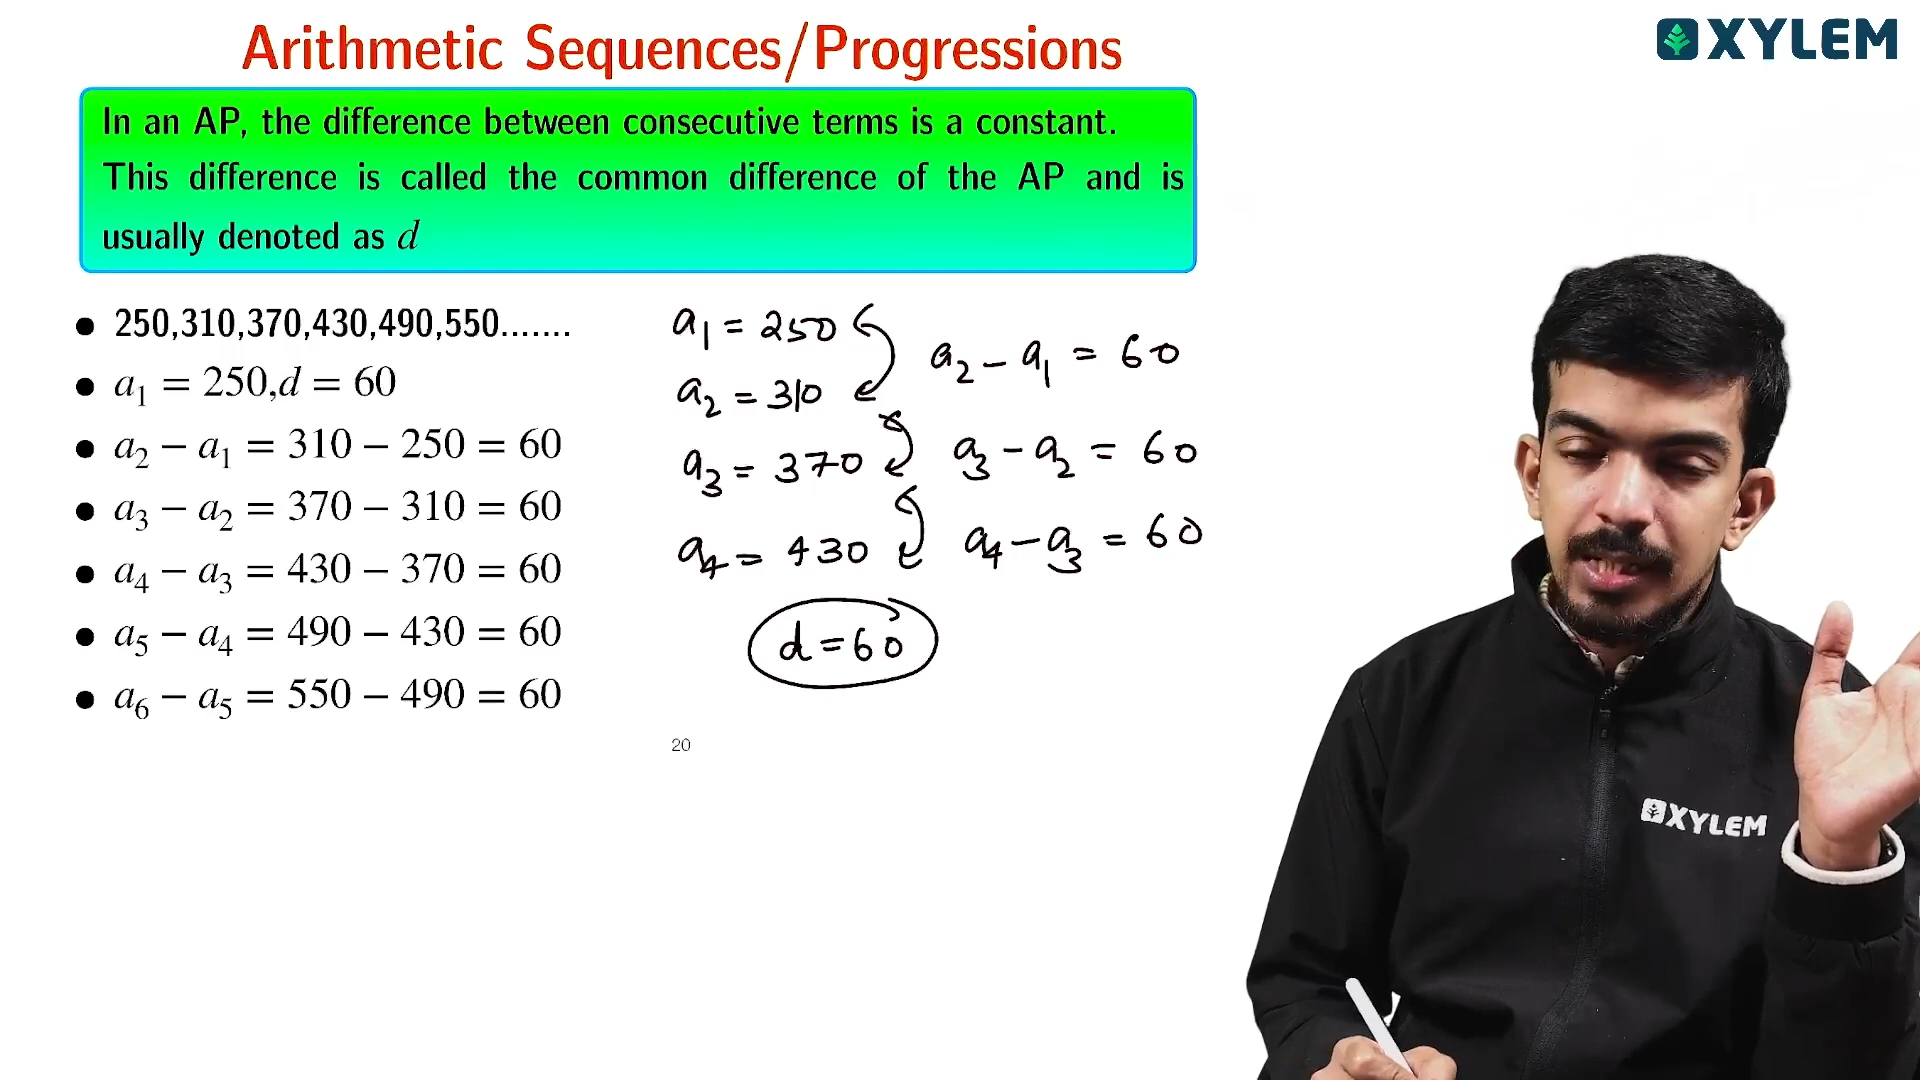 Arithmetic Sequences/Progressions
XYLEM
In an AP, the difference between consecutive terms is a constant.
This difference is called the common difference of the AP and is
usually denoted as d
• 250,310,370,430,490,550.......
• a₁ = 250,d = 60
• a₂ − a₁ = 310 − 250 = 60
• a₃ − a₂ = 370 − 310 = 60
• a₄ − a₃ = 430 − 370 = 60
• a₅ − a₄ = 490 − 430 = 60
• a₆ − a₅ = 550 − 490 = 60
a₁ = 250
a₂ − a₁ = 60
a₂ = 310
a₃ = 370
a₃ − a₂ = 60
a₄ = 430
a₄ − a₃ = 60
d = 60
20
XYLEM